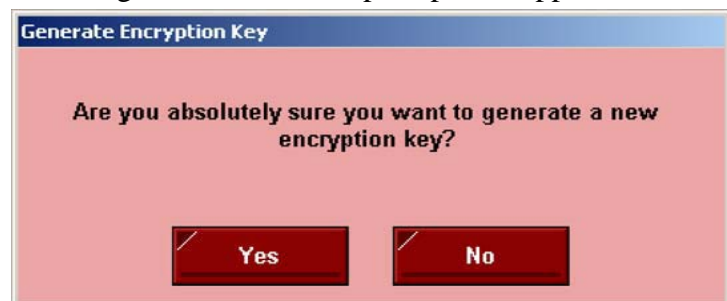 Generate Encryption Key
Are you absolutely sure you want to generate a new
encryption key?
Yes
No